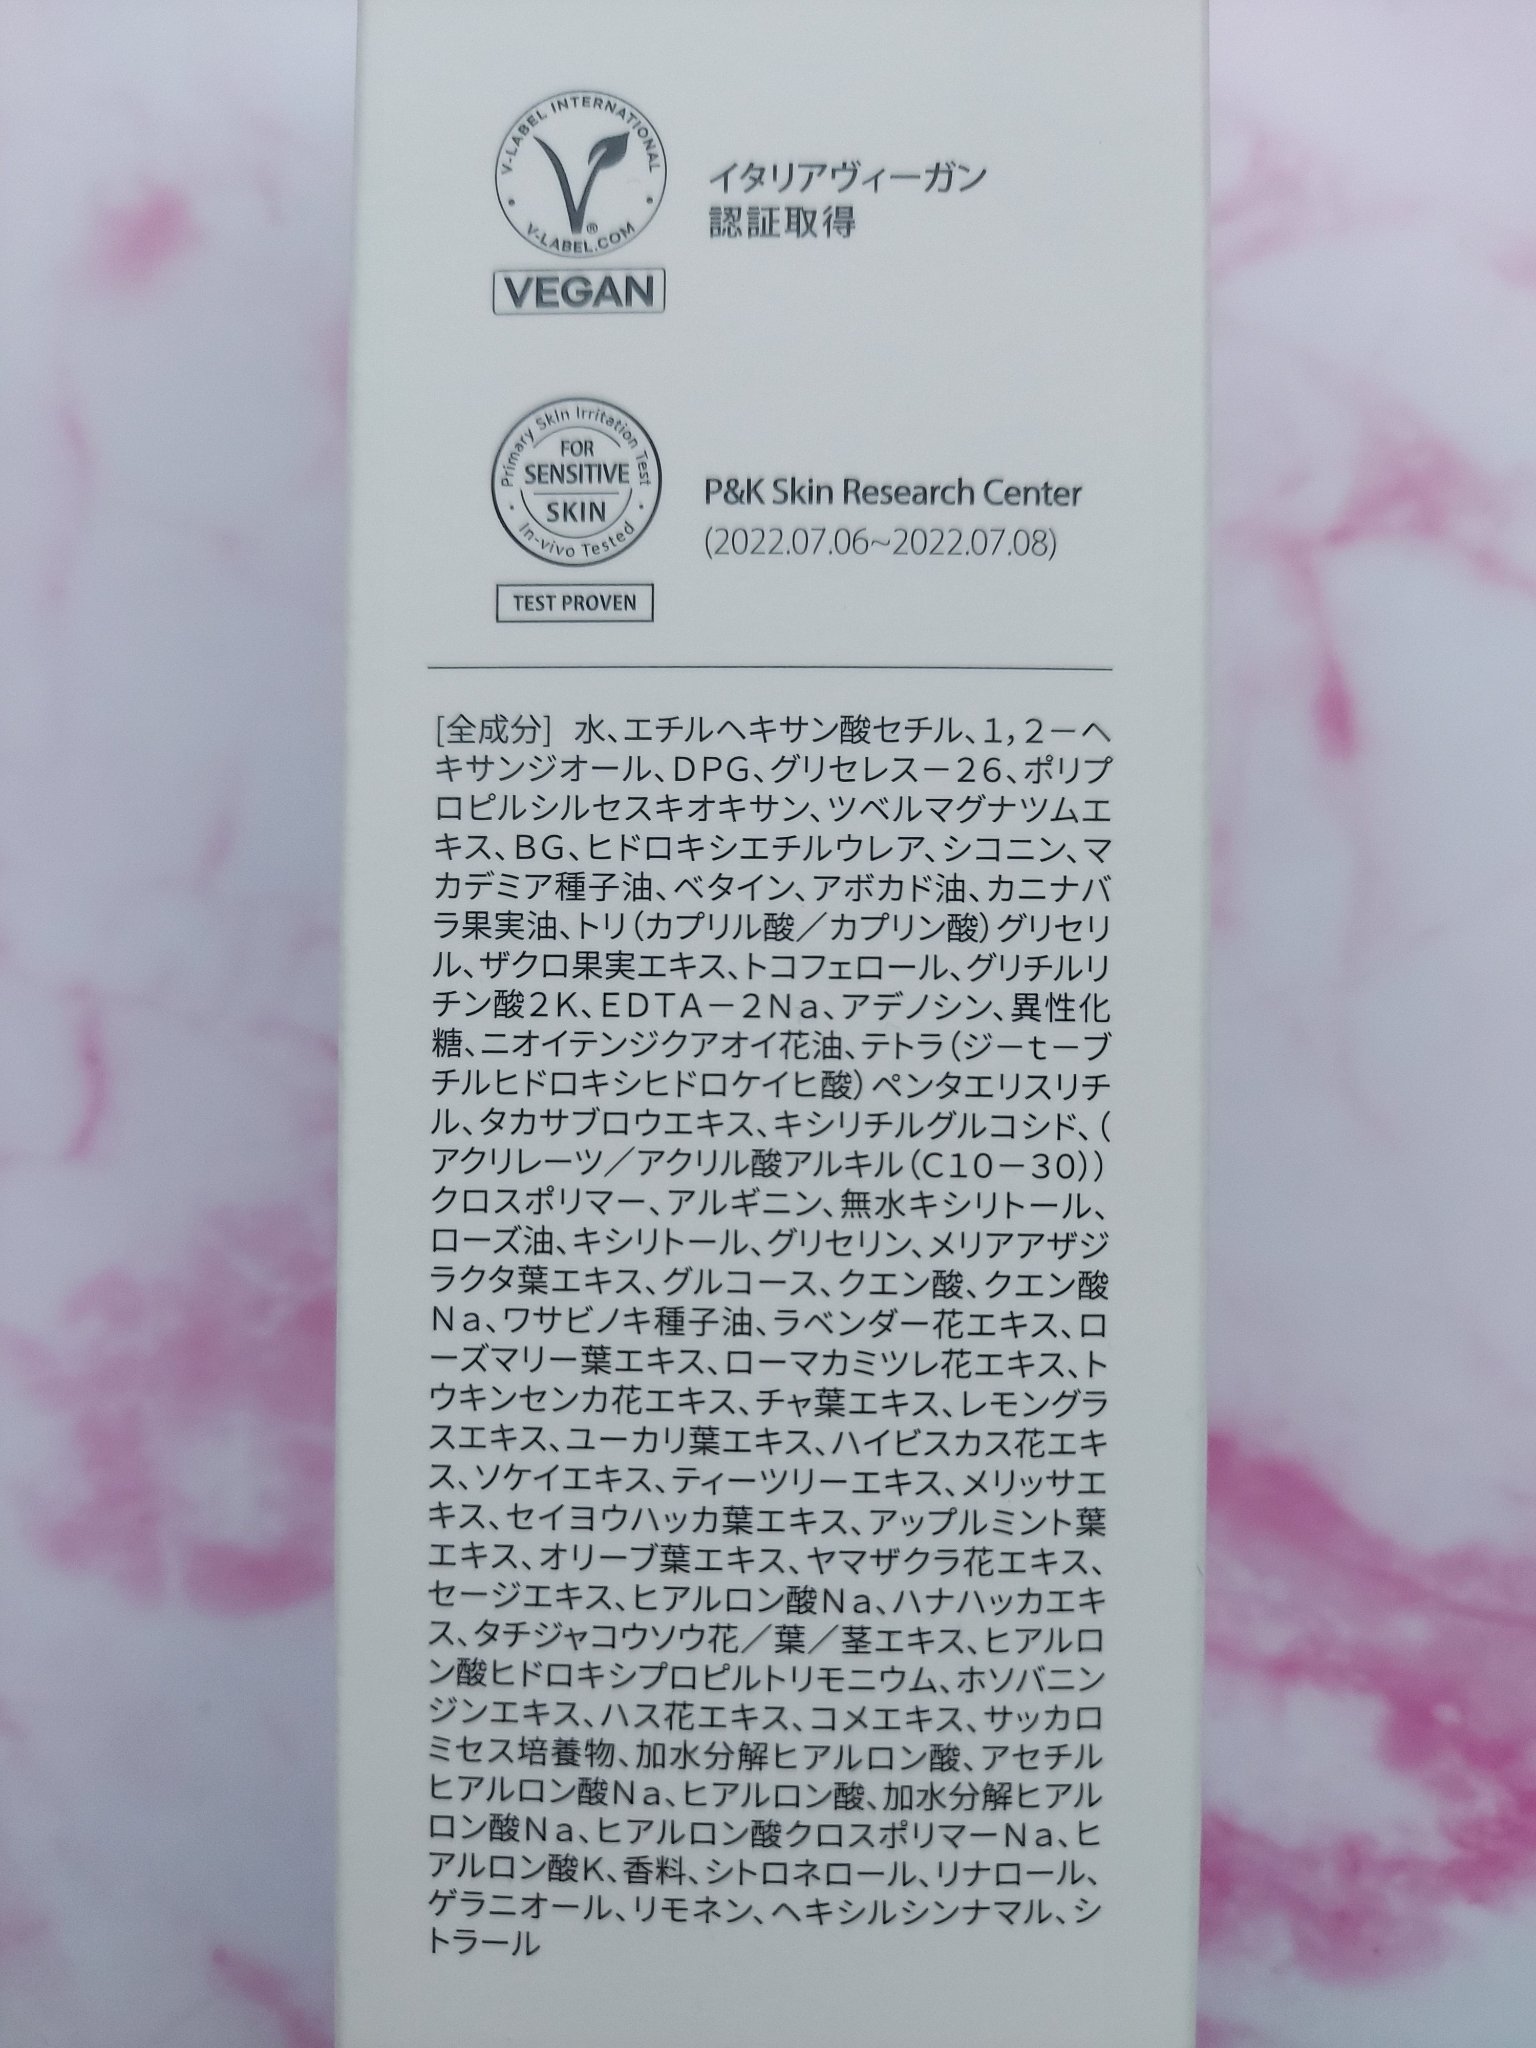 V-LABEL INTERNATIONAL
V-LABEL.COM
®
VEGAN
イタリアヴィーガン
認証取得
Primary Skin Irritation Test
FOR
SENSITIVE
SKIN
In-vivo Tested
TEST PROVEN
P&K Skin Research Center
(2022.07.06~2022.07.08)
[全成分] 水、エチルヘキサン酸セチル、1，2－ヘ
キサンジオール、DPG、グリセレス－26、ポリプ
ロピルシルセスキオキサン、ツベルマグナツムエ
キス、BG、ヒドロキシエチルウレア、シコニン、マ
カデミア種子油、ベタイン、アボカド油、カニナバ
ラ果実油、トリ（カプリル酸／カプリン酸）グリセリ
ル、ザクロ果実エキス、トコフェロール、グリチルリ
チン酸2K、EDTA－2Na、アデノシン、異性化
糖、ニオイテンジクアオイ花油、テトラ（ジーt－ブ
チルヒドロキシヒドロケイヒ酸）ペンタエリスリチ
ル、タカサブロウエキス、キシリチルグルコシド、（
アクリレーツ／アクリル酸アルキル（C10－30））
クロスポリマー、アルギニン、無水キシリトール、
ローズ油、キシリトール、グリセリン、メリアアザジ
ラクタ葉エキス、グルコース、クエン酸、クエン酸
Na、ワサビノキ種子油、ラベンダー花エキス、ロ
ーズマリー葉エキス、ローマカミツレ花エキス、ト
ウキンセンカ花エキス、チャ葉エキス、レモングラ
スエキス、ユーカリ葉エキス、ハイビスカス花エキ
ス、ソケイエキス、ティーツリーエキス、メリッサエ
キス、セイヨウハッカ葉エキス、アップルミント葉
エキス、オリーブ葉エキス、ヤマザクラ花エキス、
セージエキス、ヒアルロン酸Na、ハナハッカエキ
ス、タチジャコウソウ花／葉／茎エキス、ヒアルロ
ン酸ヒドロキシプロピルトリモニウム、ホソバニン
ジンエキス、ハス花エキス、コメエキス、サッカロ
ミセス培養物、加水分解ヒアルロン酸、アセチル
ヒアルロン酸Na、ヒアルロン酸、加水分解ヒアル
ロン酸Na、ヒアルロン酸クロスポリマーNa、ヒ
アルロン酸K、香料、シトロネロール、リナロール、
ゲラニオール、リモネン、ヘキシルシンナマル、シ
トラール